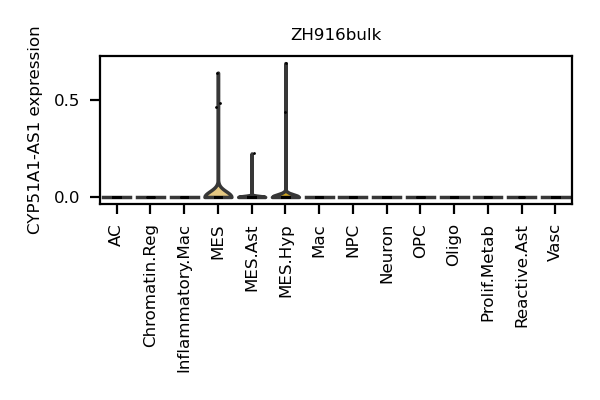 ZH916bulk
CYP51A1-AS1 expression
0.5
0.0
AC
Chromatin.Reg
Inflammatory.Mac
MES
MES.Ast
MES.Hyp
Mac
NPC
Neuron
OPC
Oligo
Prolif.Metab
Reactive.Ast
Vasc